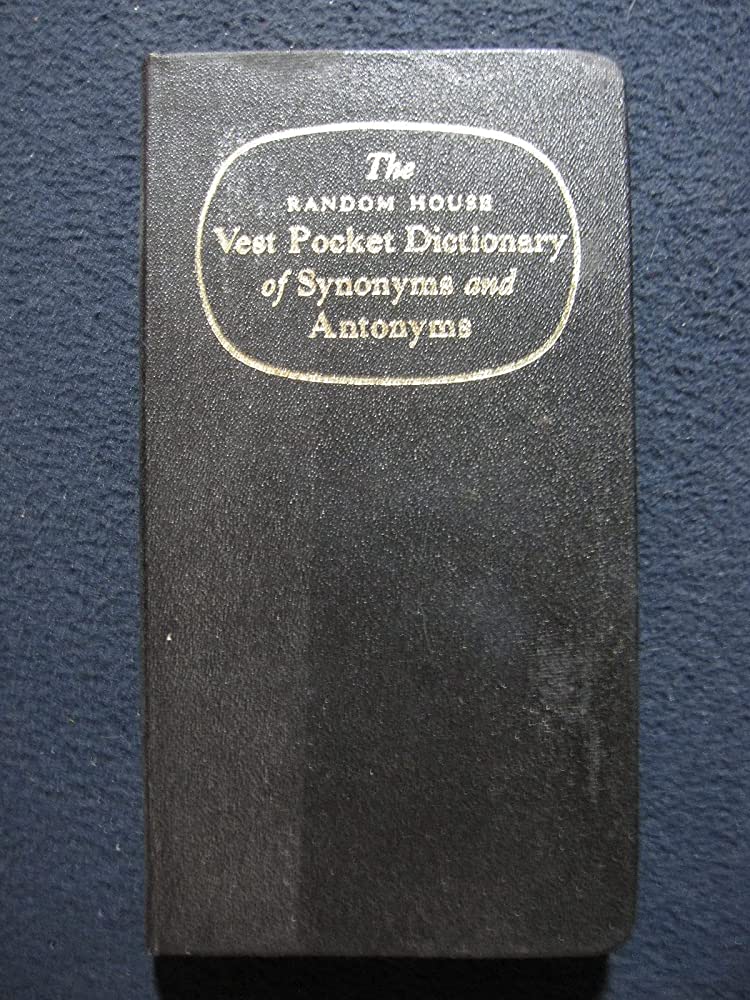 The
RANDOM HOUSE
Vest Pocket Dictionary
of Synonyms and
Antonyms